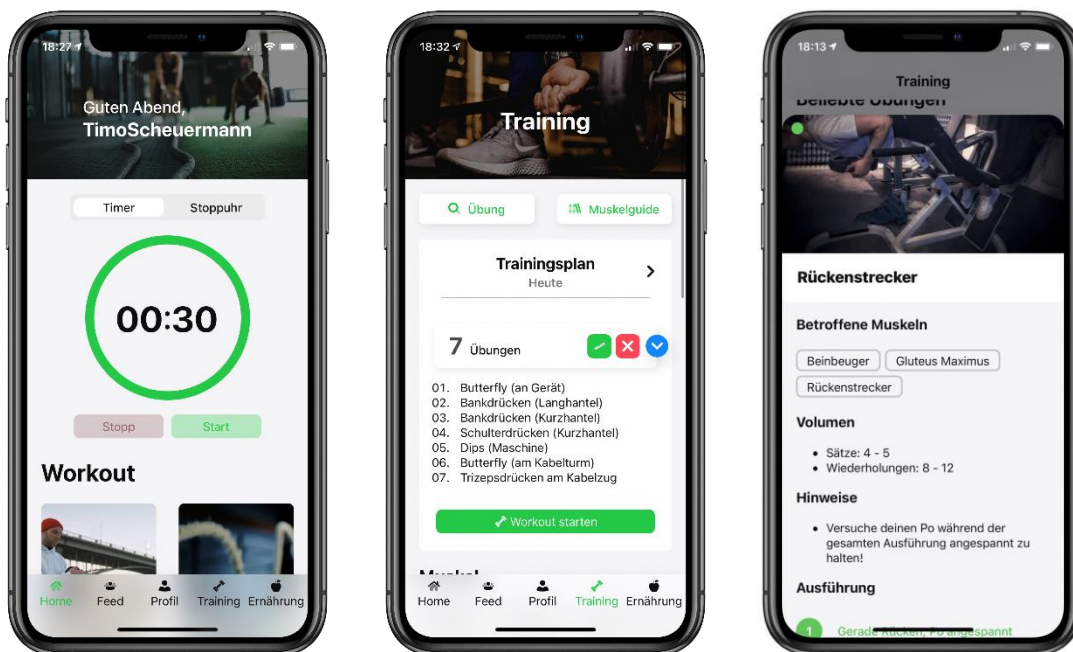 18:27
Guten Abend,
TimoScheuermann
Timer
Stoppuhr
00:30
Stopp
Start
Workout
Home
Feed
Profil
Training
Ernährung
18:32
Training
Übung
Muskelguide
Trainingsplan
Heute
7 Übungen
01. Butterfly (an Gerät)
02. Bankdrücken (Langhantel)
03. Bankdrücken (Kurzhantel)
04. Schulterdrücken (Kurzhantel)
05. Dips (Maschine)
06. Butterfly (am Kabelturm)
07. Trizepsdrücken am Kabelzug
Workout starten
Muskel
Home
Feed
Profil
Training
Ernährung
18:13
Training
Beliebte Übungen
Rückenstrecker
Betroffene Muskeln
Beinbeuger
Gluteus Maximus
Rückenstrecker
Volumen
• Sätze: 4 - 5
• Wiederholungen: 8 - 12
Hinweise
• Versuche deinen Po während der
gesamten Ausführung angespannt zu
halten!
Ausführung
1 Gerade Rücken, Po angespannt